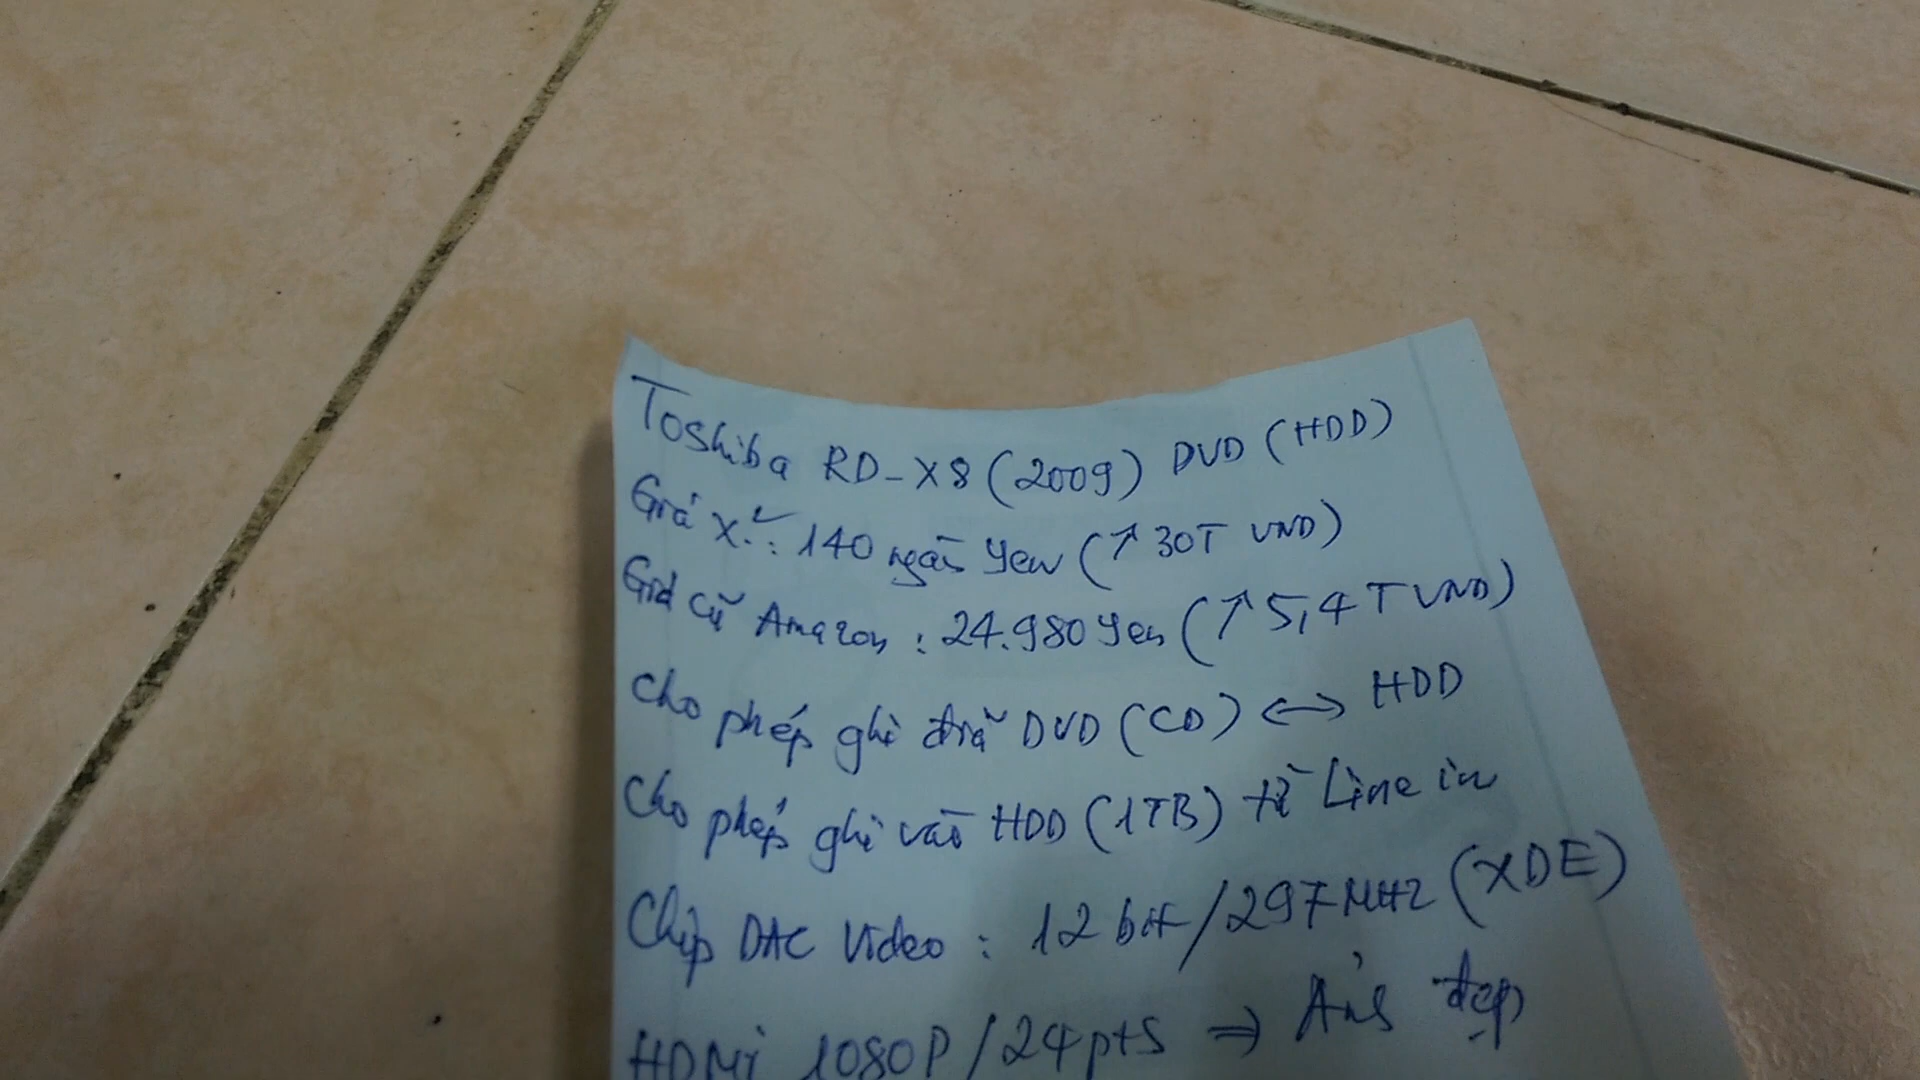 Toshiba RD-X8 (2009) DVD (HDD)
Giá x²: 140 ngàn Yen (↑ 30T VND)
Giá cũ Amazon: 24.980 Yen (↑ 5,4 T VND)
Cho phép ghi đĩa DVD (CD) ↔ HDD
Cho phép ghi vào HDD (1TB) từ Line in
Chip DAC Video: 12 bit/297 MHz (XDE)
HDMI 1080P/24pts ⇒ Ảnh đẹp